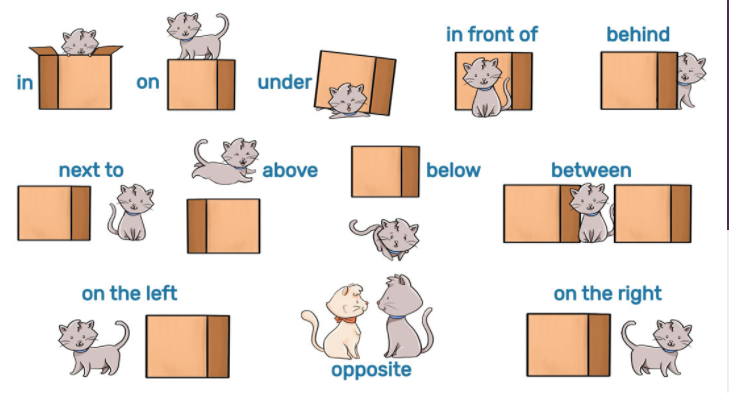 in
on
under
in front of
behind
next to
above
below
between
on the left
opposite
on the right